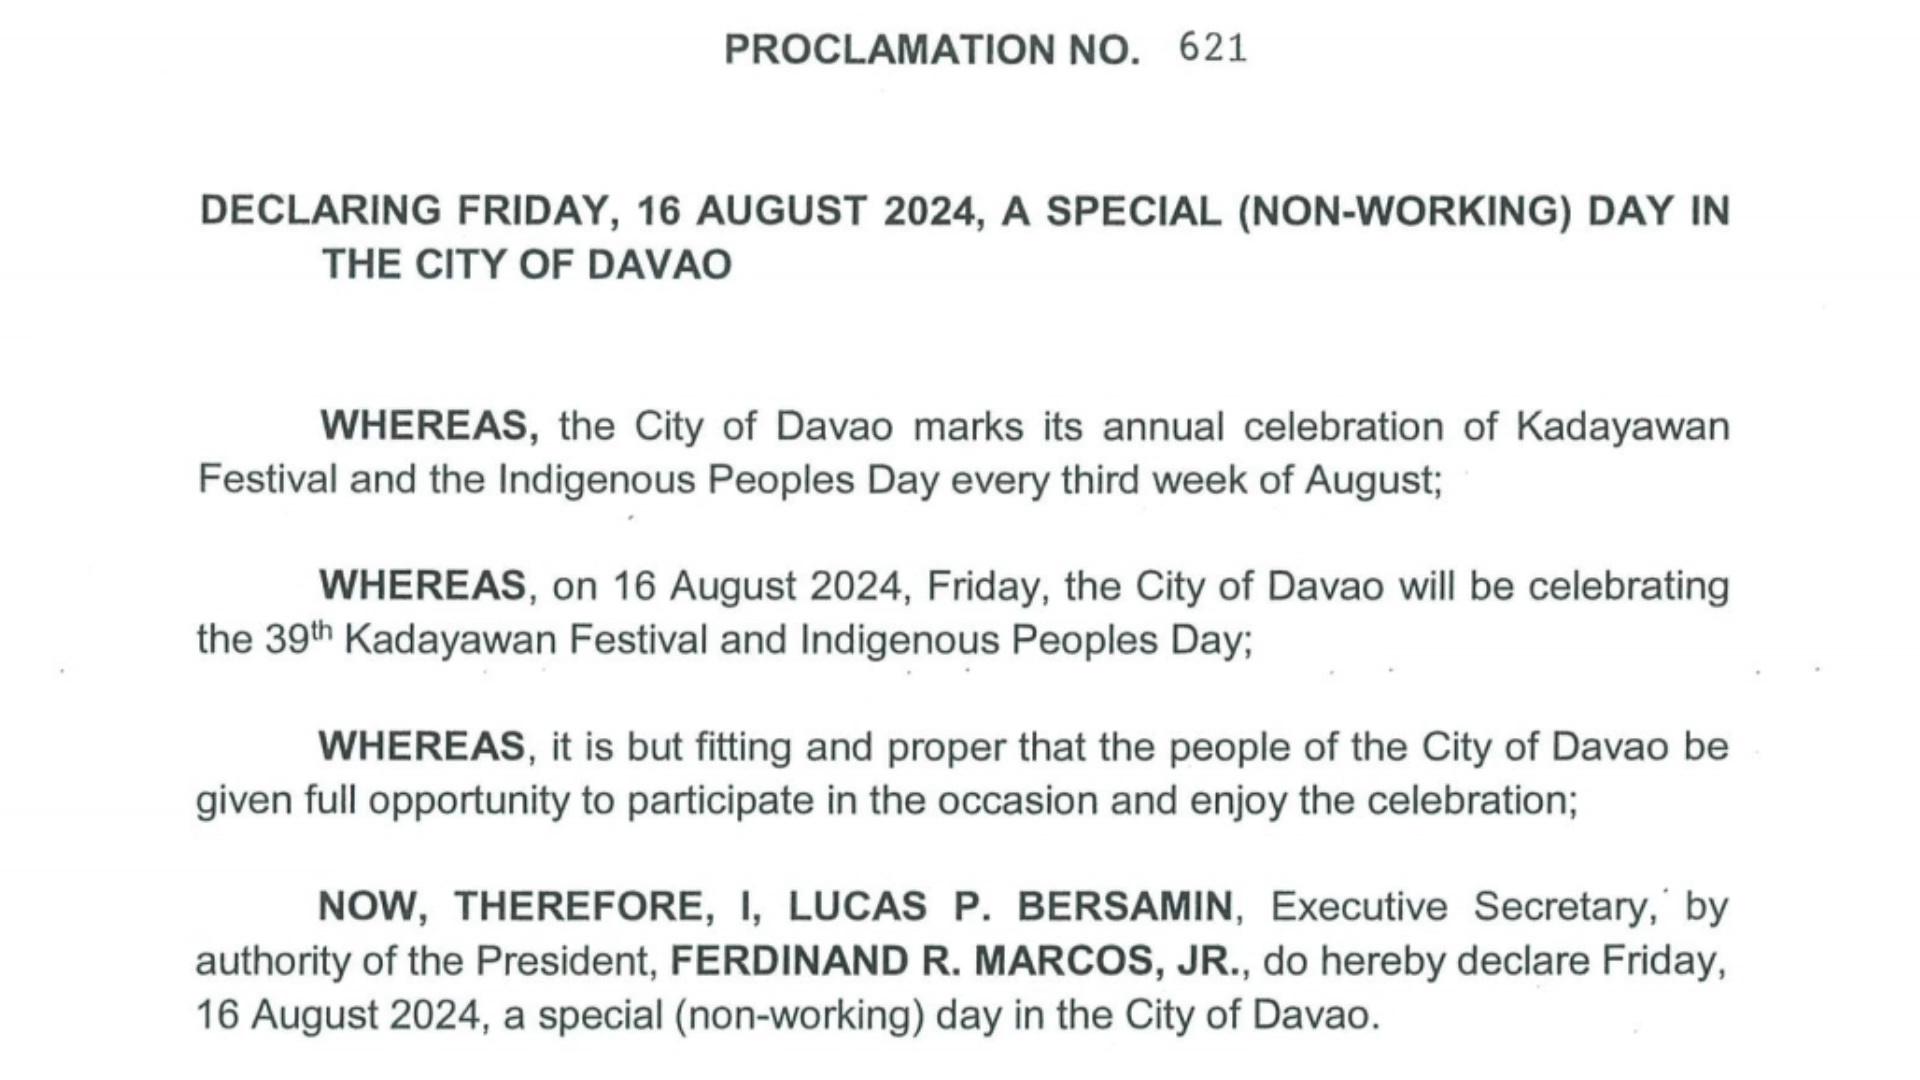 PROCLAMATION NO. 621
DECLARING FRIDAY, 16 AUGUST 2024, A SPECIAL (NON-WORKING) DAY IN
THE CITY OF DAVAO
WHEREAS, the City of Davao marks its annual celebration of Kadayawan
Festival and the Indigenous Peoples Day every third week of August;
WHEREAS, on 16 August 2024, Friday, the City of Davao will be celebrating
the 39th Kadayawan Festival and Indigenous Peoples Day;
WHEREAS, it is but fitting and proper that the people of the City of Davao be
given full opportunity to participate in the occasion and enjoy the celebration;
NOW, THEREFORE, I, LUCAS P. BERSAMIN, Executive Secretary, by
authority of the President, FERDINAND R. MARCOS, JR., do hereby declare Friday,
16 August 2024, a special (non-working) day in the City of Davao.